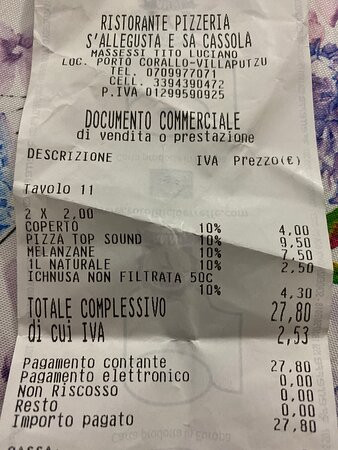 RISTORANTE PIZZERIA
S'ALLEGUSTA E SA CASSOLA
MASSESSI TITO LUCIANO
LOC. PORTO CORALLO-VILLAPUTZU
TEL. 0709977071
CELL. 3394390472
P.IVA 01299590925
DOCUMENTO COMMERCIALE
di vendita o prestazione
DESCRIZIONE IVA Prezzo(€)
Tavolo 11
2 X 2,00
COPERTO 10% 4,00
PIZZA TOP SOUND 10% 9,50
MELANZANE 10% 7,50
1L NATURALE 10% 2,50
ICHNUSA NON FILTRATA 50C
10% 4,30
TOTALE COMPLESSIVO 27,80
di cui IVA 2,53
Pagamento contante 27,80
Pagamento elettronico 0,00
Non Riscosso 0,00
Resto 0,00
Importo pagato 27,80